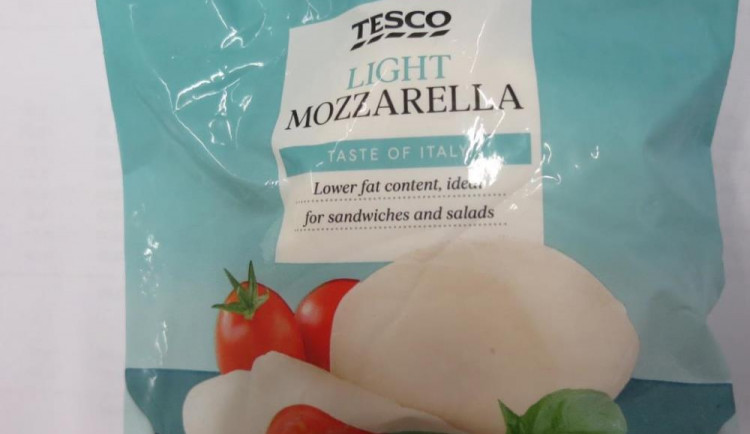 TESCO
LIGHT
MOZZARELLA
TASTE OF ITALY
Lower fat content, ideal
for sandwiches and salads